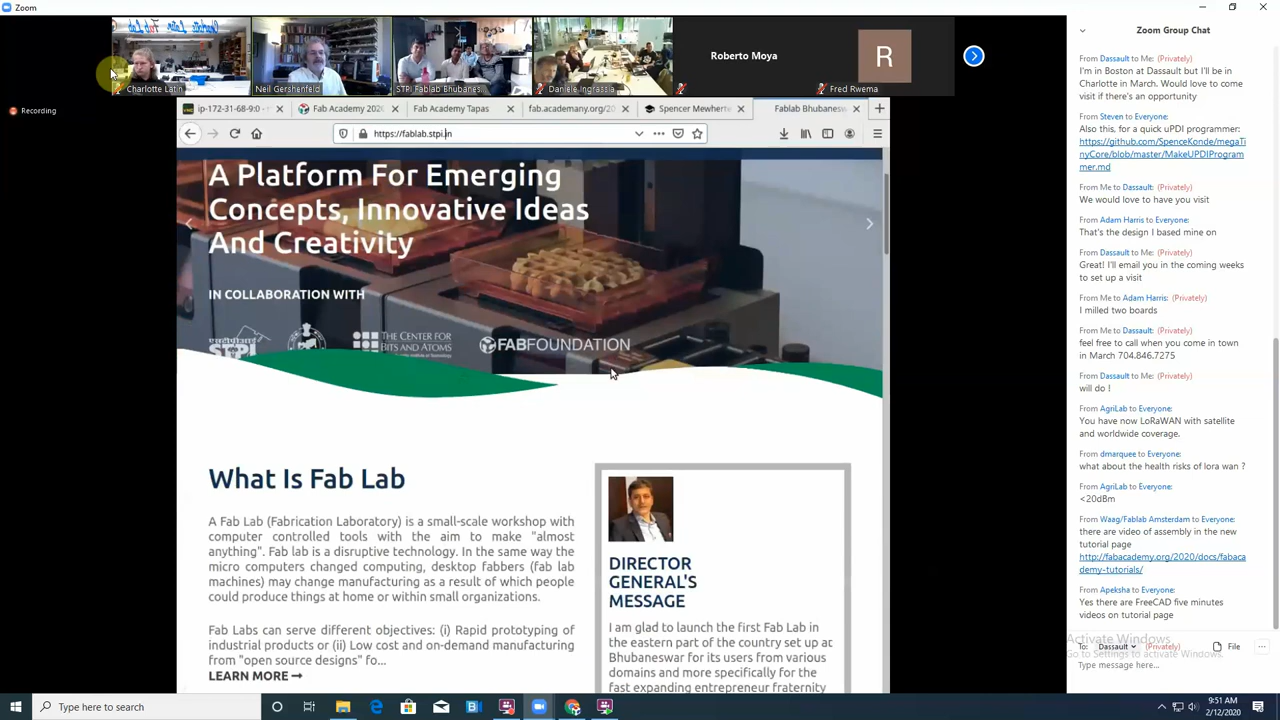 Zoom
Charlotte Latin
Neil Gershenfeld
STPI Fablab Bhubanes...
Daniele Ingrassia
Roberto Moya
R
Fred Rwema
Recording
ip-172-31-68-9:0
Fab Academy 202
Fab Academy Tapas
fab.academany.org/20
Spencer Mewherte
Fablab Bhubanesw
https://fablab.stpi.in
A Platform For Emerging
Concepts, Innovative Ideas
And Creativity
IN COLLABORATION WITH
THE CENTER FOR
BITS AND ATOMS
FABFOUNDATION
What Is Fab Lab
A Fab Lab (Fabrication Laboratory) is a small-scale workshop with
computer controlled tools with the aim to make "almost
anything". Fab lab is a disruptive technology. In the same way the
micro computers changed computing, desktop fabbers (fab lab
machines) may change manufacturing as a result of which people
could produce things at home or within small organizations.
Fab Labs can serve different objectives: (i) Rapid prototyping of
industrial products or (ii) Low cost and on-demand manufacturing
from "open source designs" fo...
LEARN MORE
DIRECTOR
GENERAL'S
MESSAGE
I am glad to launch the first Fab Lab in
the eastern part of the country set up at
Bhubaneswar for its users from various
domains and more specifically for the
fast expanding entrepreneur fraternity
Zoom Group Chat
From Dassault to Me: (Privately)
I'm in Boston at Dassault but I'll be in
Charlotte in March. Would love to come
visit if there's an opportunity
From Steven to Everyone:
Also this, for a quick uPDI programmer:
https://github.com/SpenceKonde/megaTi
nyCore/blob/master/MakeUPDIProgram
mer.md
From Me to Dassault: (Privately)
We would love to have you visit
From Adam Harris to Everyone:
That's the design I based mine on
From Dassault to Me: (Privately)
Great! I'll email you in the coming weeks
to set up a visit
From Me to Adam Harris: (Privately)
I milled two boards
From Me to Dassault: (Privately)
feel free to call when you come in town
in March 704.846.7275
From Dassault to Me: (Privately)
will do !
From AgriLab to Everyone:
You have now LoRaWAN with satellite
and worldwide coverage.
From dmarquee to Everyone:
what about the health risks of lora wan ?
From AgriLab to Everyone:
<20dBm
From Waag/Fablab Amsterdam to Everyone:
there are video of assembly in the new
tutorial page
http://fabacademy.org/2020/docs/fabaca
demy-tutorials/
From Apeksha to Everyone:
Yes there are FreeCAD five minutes
videos on tutorial page
Activate Windows
Go to Settings to activate Windows.
To: Dassault (Privately) File
Type message here...
Type here to search
9:51 AM
2/12/2020